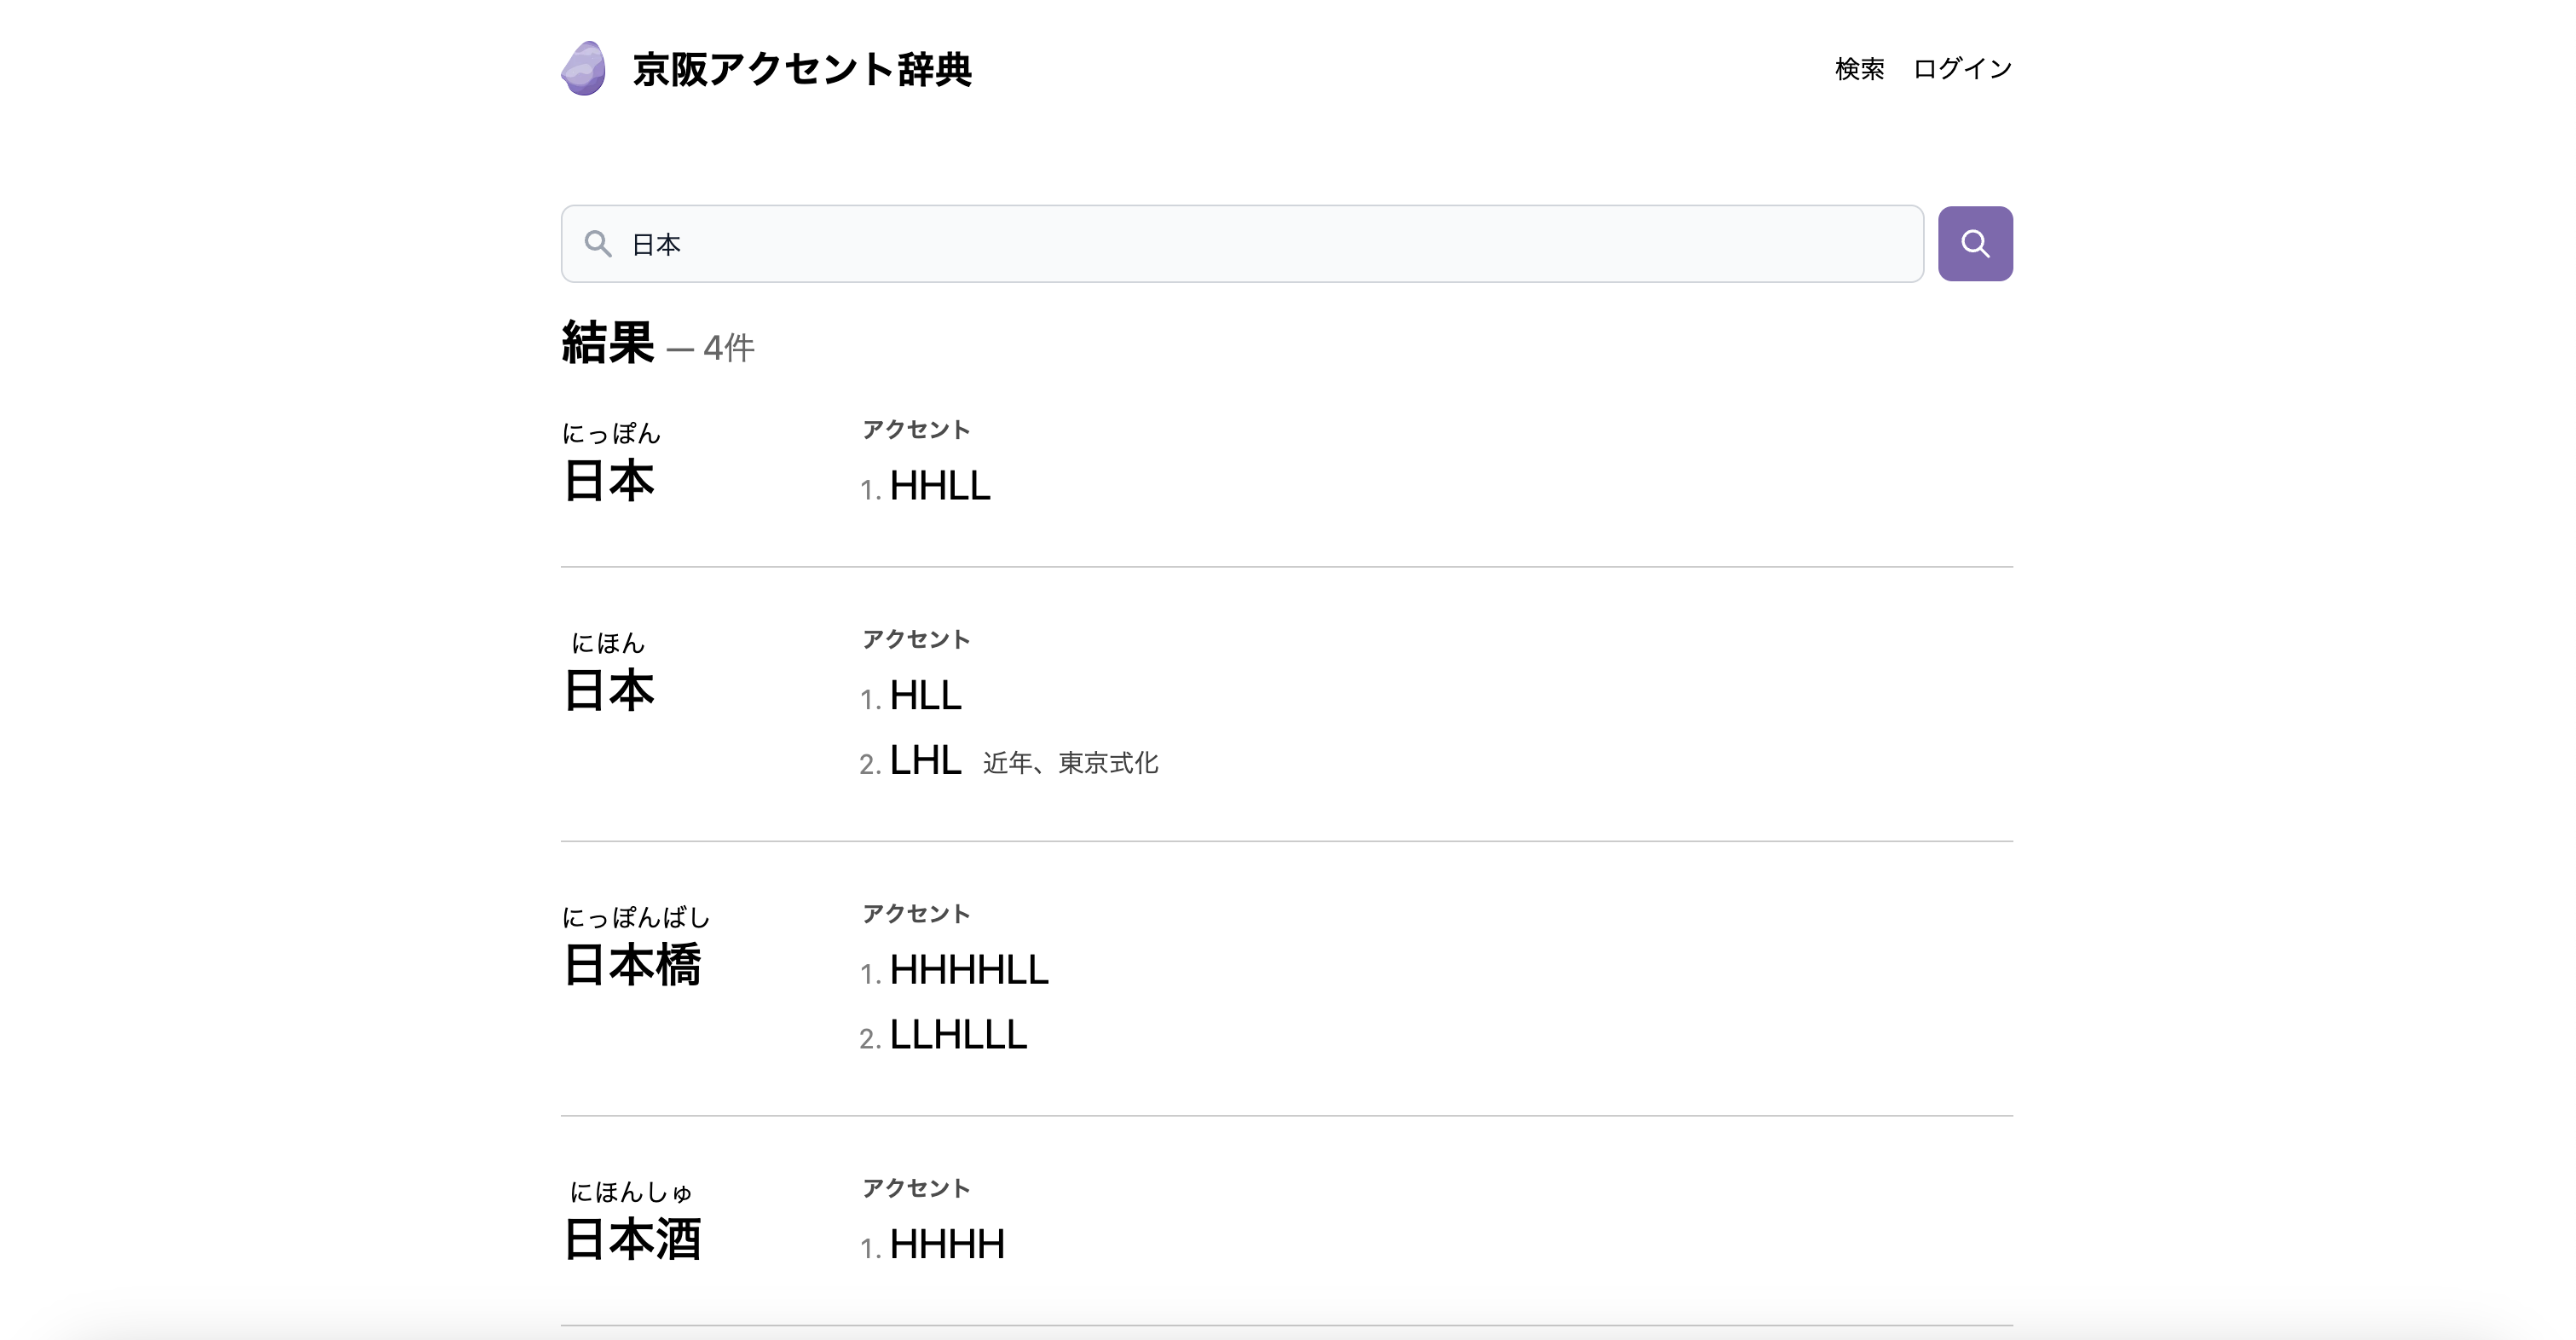 京阪アクセント辞典
検索 ログイン
日本
結果 — 4件
にっぽん
日本
アクセント
1. HHLL
にほん
日本
アクセント
1. HLL
2. LHL 近年、東京式化
にっぽんばし
日本橋
アクセント
1. HHHHLL
2. LLHLLL
にほんしゅ
日本酒
アクセント
1. HHHH